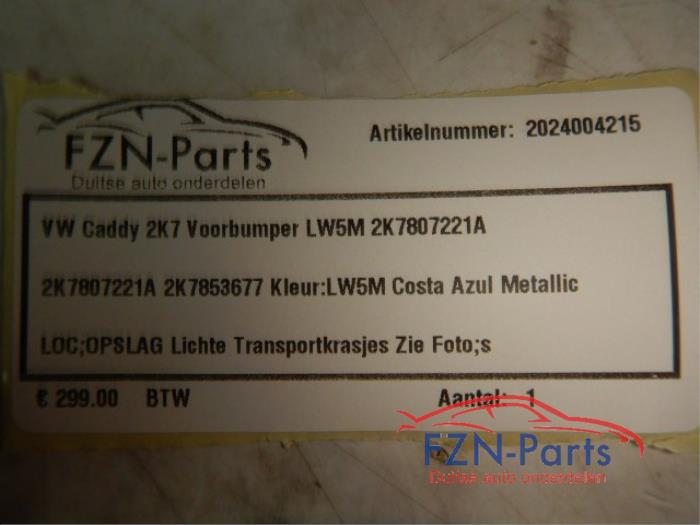 FZN-Parts
Duitse auto onderdelen
Artikelnummer: 2024004215
VW Caddy 2K7 Voorbumper LW5M 2K7807221A
2K7807221A 2K7853677 Kleur:LW5M Costa Azul Metallic
LOC;OPSLAG Lichte Transportkrasjes Zie Foto;s
€ 299.00 BTW Aantal: 1
FZN-Parts
Duitse auto onderdelen